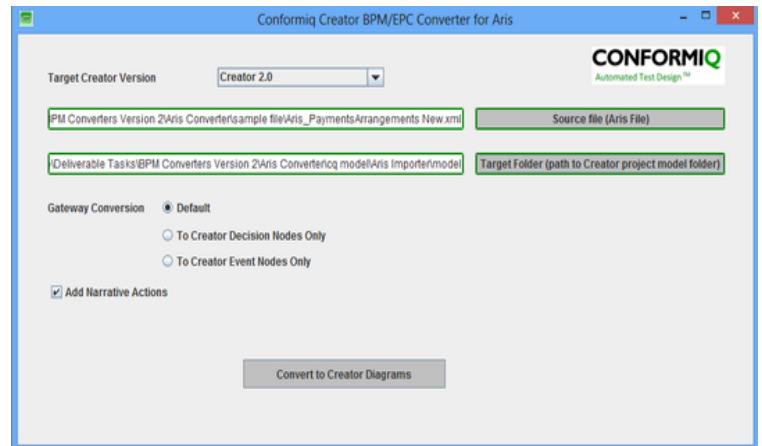 Conformiq Creator BPM/EPC Converter for Aris
CONFORMIQ
Automated Test Design™
Target Creator Version
Creator 2.0
PM Converters Version 2\Aris Converter\sample file\Aris_PaymentsArrangements New.xml
Source file (Aris File)
\Deliverable Tasks\BPM Converters Version 2\Aris Converter\cq model\Aris Importer\model
Target Folder (path to Creator project model folder)
Gateway Conversion
Default
To Creator Decision Nodes Only
To Creator Event Nodes Only
Add Narrative Actions
Convert to Creator Diagrams